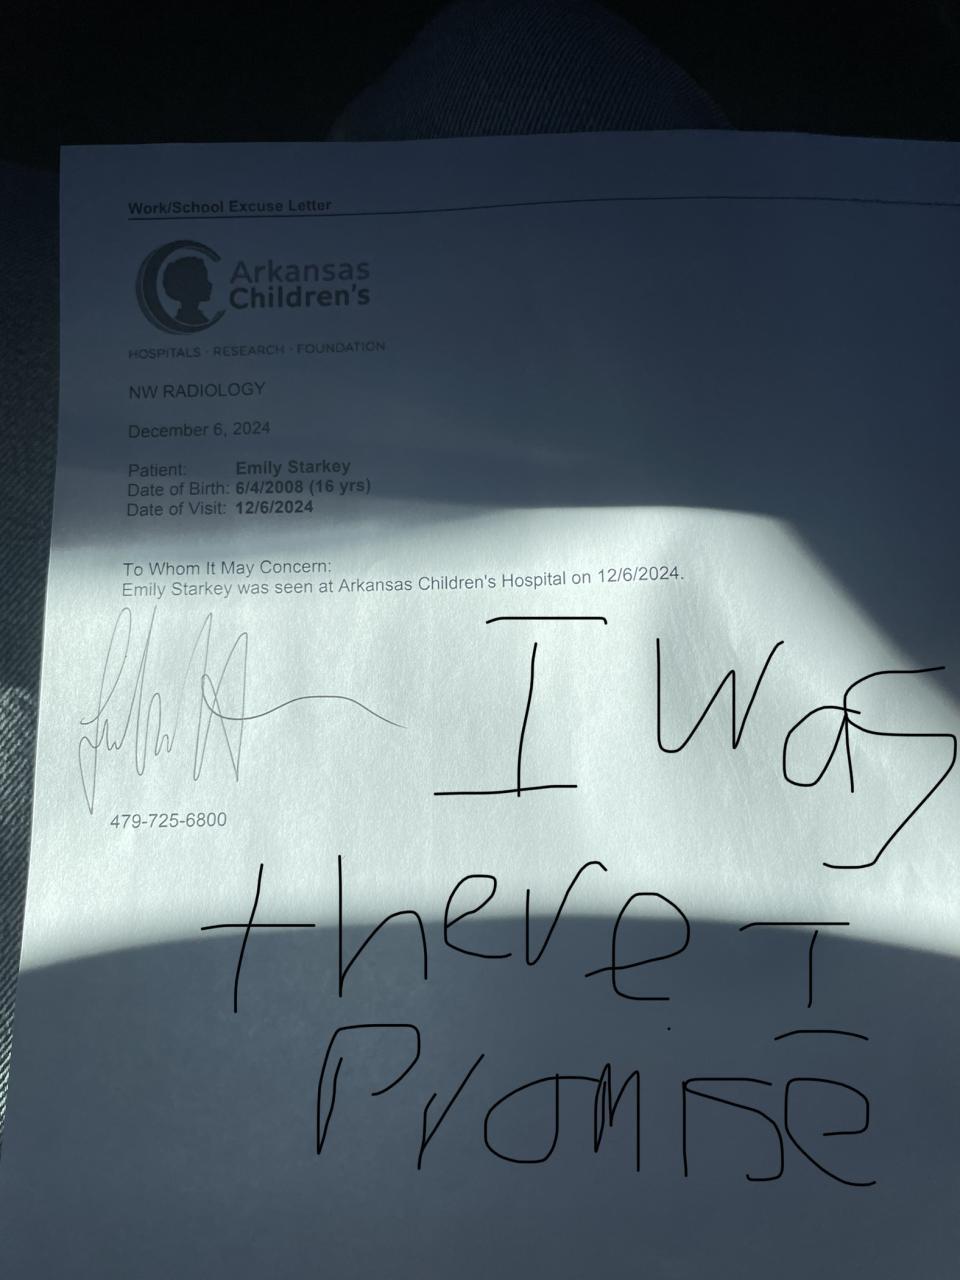 Work/School Excuse Letter
Arkansas
Children's
HOSPITALS · RESEARCH · FOUNDATION
NW RADIOLOGY
December 6, 2024
Patient: Emily Starkey
Date of Birth: 6/4/2008 (16 yrs)
Date of Visit: 12/6/2024
To Whom It May Concern:
Emily Starkey was seen at Arkansas Children's Hospital on 12/6/2024.
479-725-6800
I was
there I
Promise